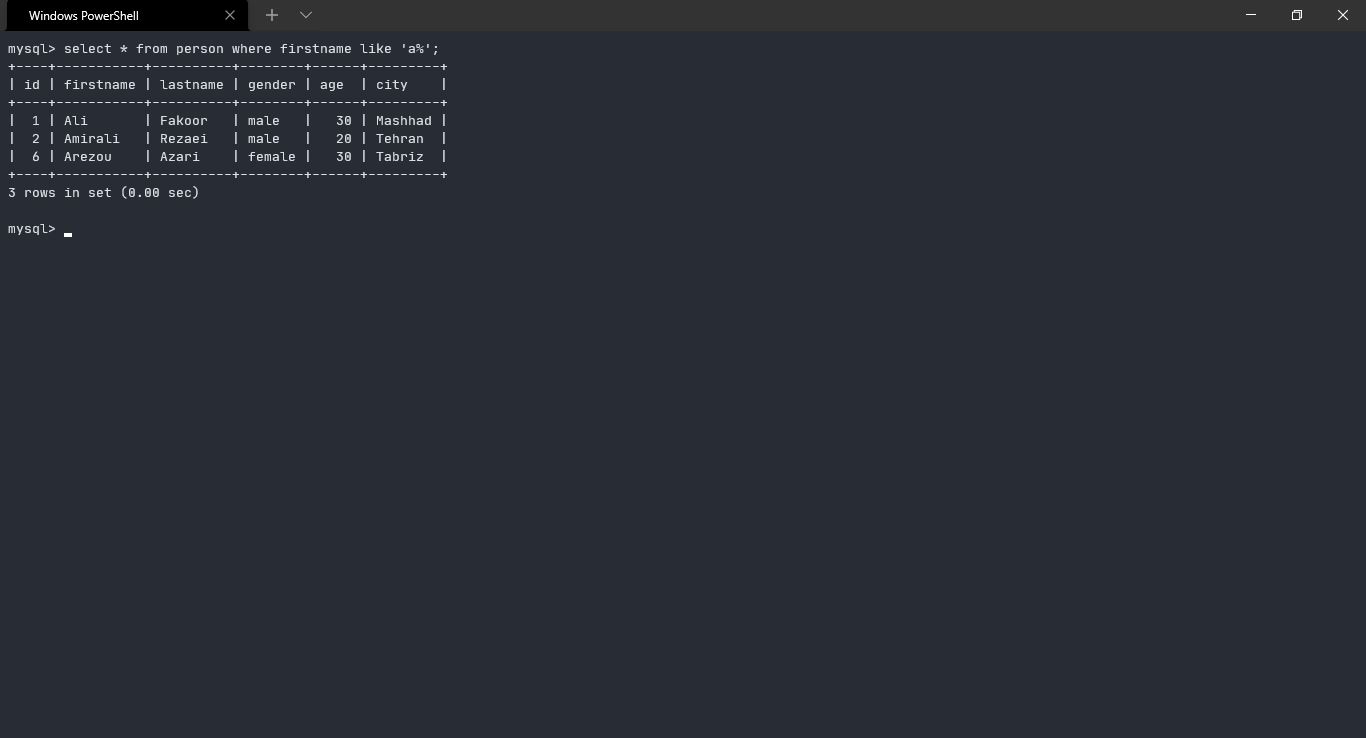 Windows PowerShell
mysql> select * from person where firstname like 'a%';
+----+-----------+----------+--------+------+---------+
| id | firstname | lastname | gender | age  | city    |
+----+-----------+----------+--------+------+---------+
|  1 | Ali       | Fakoor   | male   |   30 | Mashhad |
|  2 | Amirali   | Rezaei   | male   |   20 | Tehran  |
|  6 | Arezou    | Azari    | female |   30 | Tabriz  |
+----+-----------+----------+--------+------+---------+
3 rows in set (0.00 sec)
mysql>